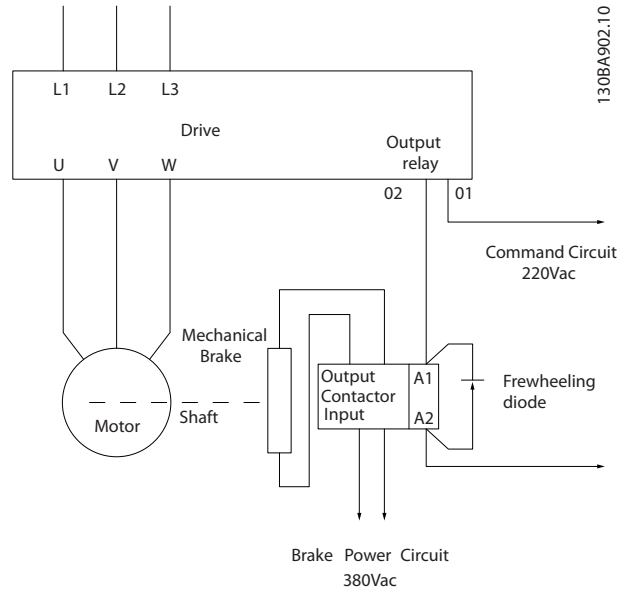 130BA902.10
L1 L2 L3
Drive
Output
relay
U V W
02 01
Command Circuit
220Vac
Mechanical
Brake
Output
Contactor
Input
A1
A2
Frewheeling
diode
Motor
Shaft
Brake Power Circuit
380Vac